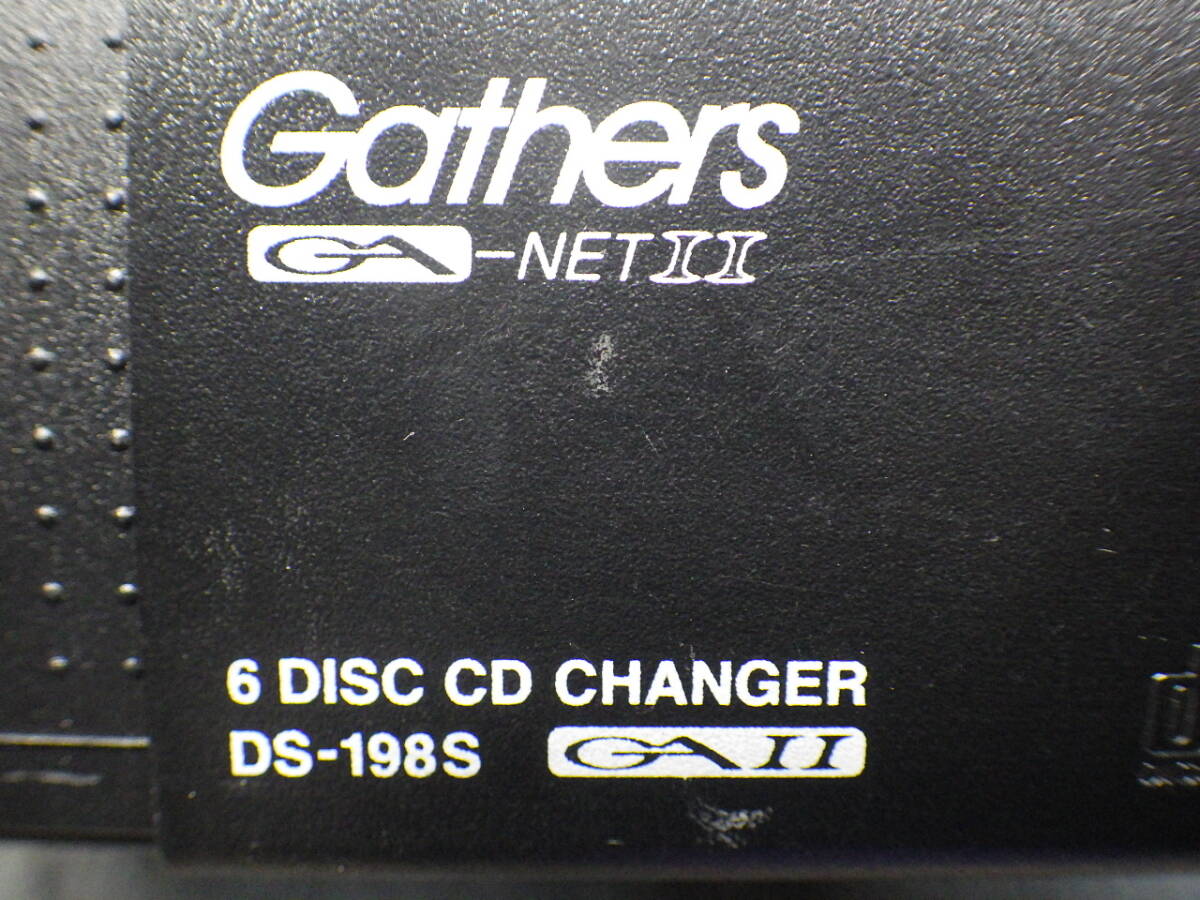 Gathers
GA-NET II
6 DISC CD CHANGER
DS-198S GA II